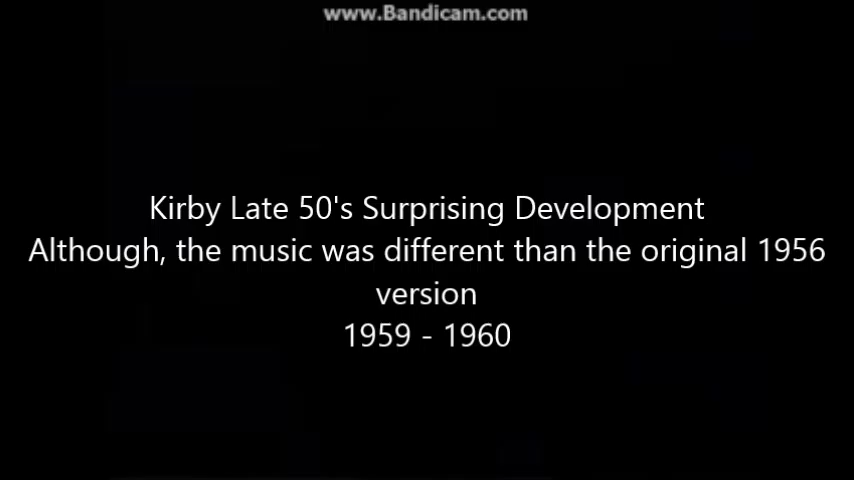 www.Bandicam.com
Kirby Late 50's Surprising Development
Although, the music was different than the original 1956
version
1959 - 1960